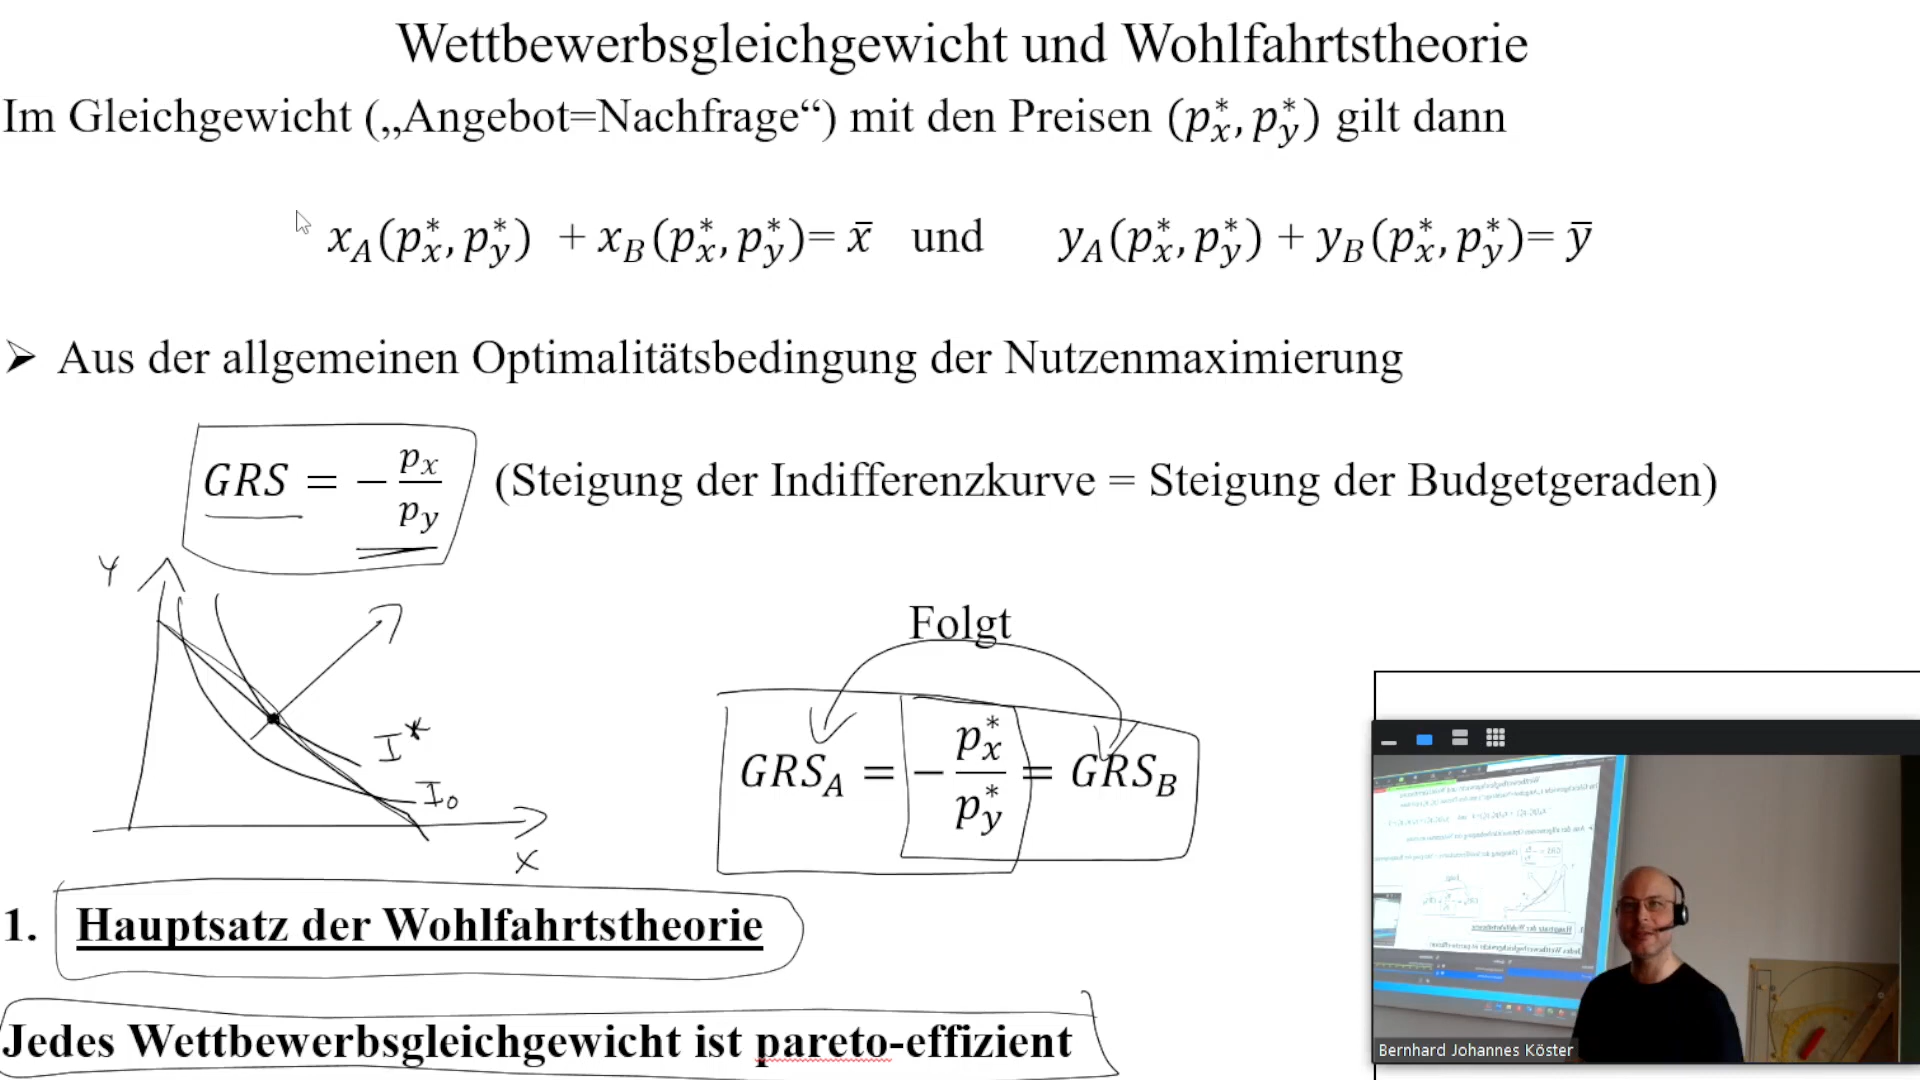 Wettbewerbsgleichgewicht und Wohlfahrtstheorie
Im Gleichgewicht („Angebot=Nachfrage“) mit den Preisen (p*x, p*y) gilt dann
xA(p*x, p*y) + xB(p*x, p*y)= x̄ und yA(p*x, p*y) + yB(p*x, p*y)= ȳ
➢ Aus der allgemeinen Optimalitätsbedingung der Nutzenmaximierung
GRS = − px/py (Steigung der Indifferenzkurve = Steigung der Budgetgeraden)
Y
I*
I0
X
Folgt
GRSA = − p*x/p*y = GRSB
1. Hauptsatz der Wohlfahrtstheorie
Jedes Wettbewerbsgleichgewicht ist pareto-effizient
Bernhard Johannes Köster